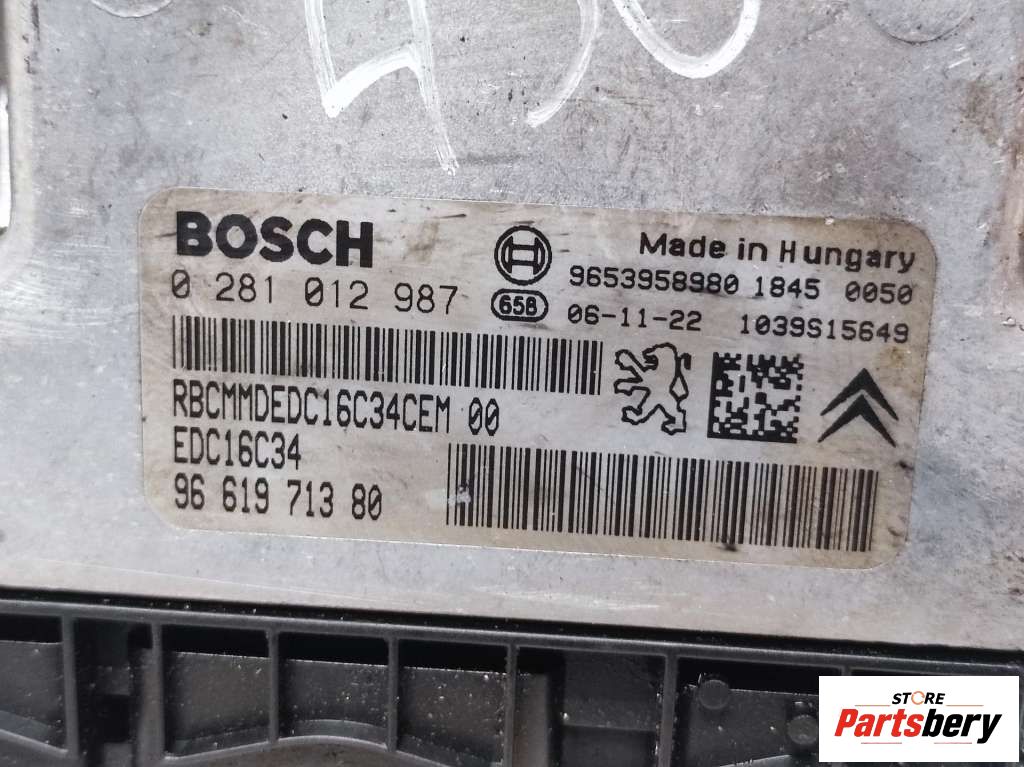 BOSCH
Made in Hungary
0 281 012 987
9653958980 1845 0050
65B
06-11-22 1039S15649
RBCMMDEDC16C34CEM 00
EDC16C34
96 619 713 80
STORE
Partsbery